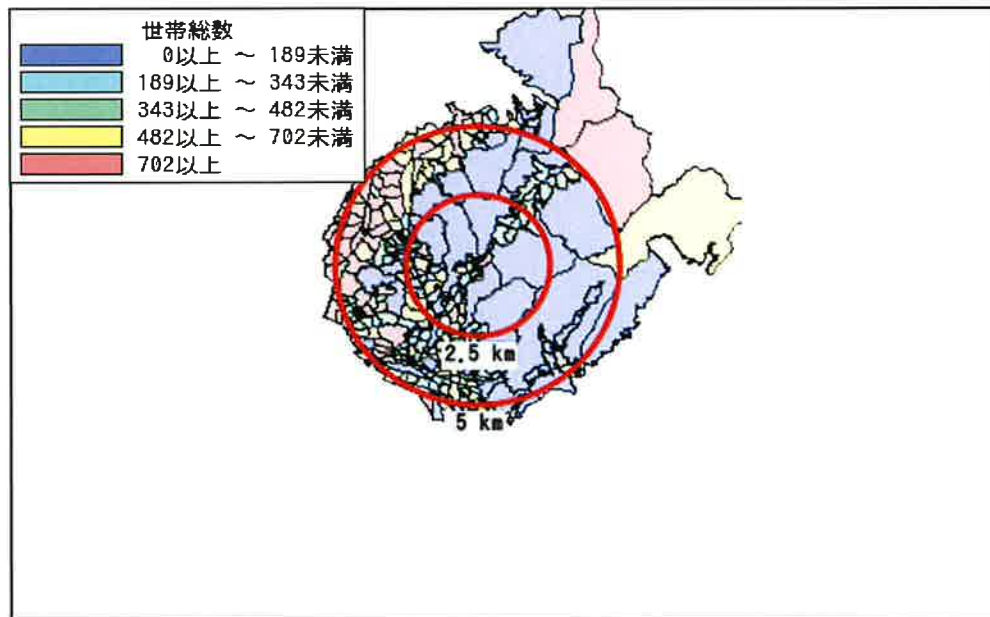 世帯総数
0以上 ～ 189未満
189以上 ～ 343未満
343以上 ～ 482未満
482以上 ～ 702未満
702以上
2.5 km
5 km